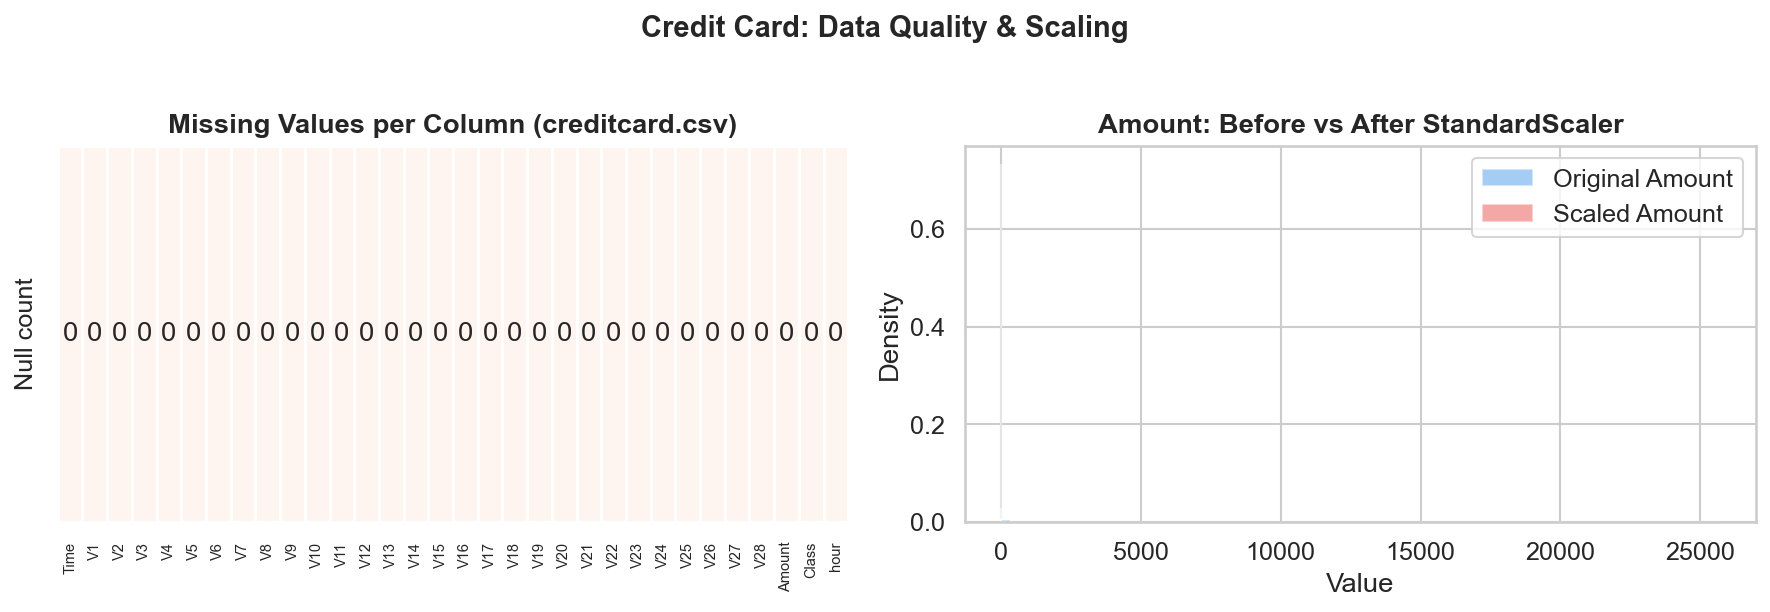 Credit Card: Data Quality & Scaling
Missing Values per Column (creditcard.csv)
Null count
0 0 0 0 0 0 0 0 0 0 0 0 0 0 0 0 0 0 0 0 0 0 0 0 0 0 0 0 0 0 0 0
Time V1 V2 V3 V4 V5 V6 V7 V8 V9 V10 V11 V12 V13 V14 V15 V16 V17 V18 V19 V20 V21 V22 V23 V24 V25 V26 V27 V28 Amount Class hour
Amount: Before vs After StandardScaler
Original Amount
Scaled Amount
Density
0.6
0.4
0.2
0.0
0 5000 10000 15000 20000 25000
Value